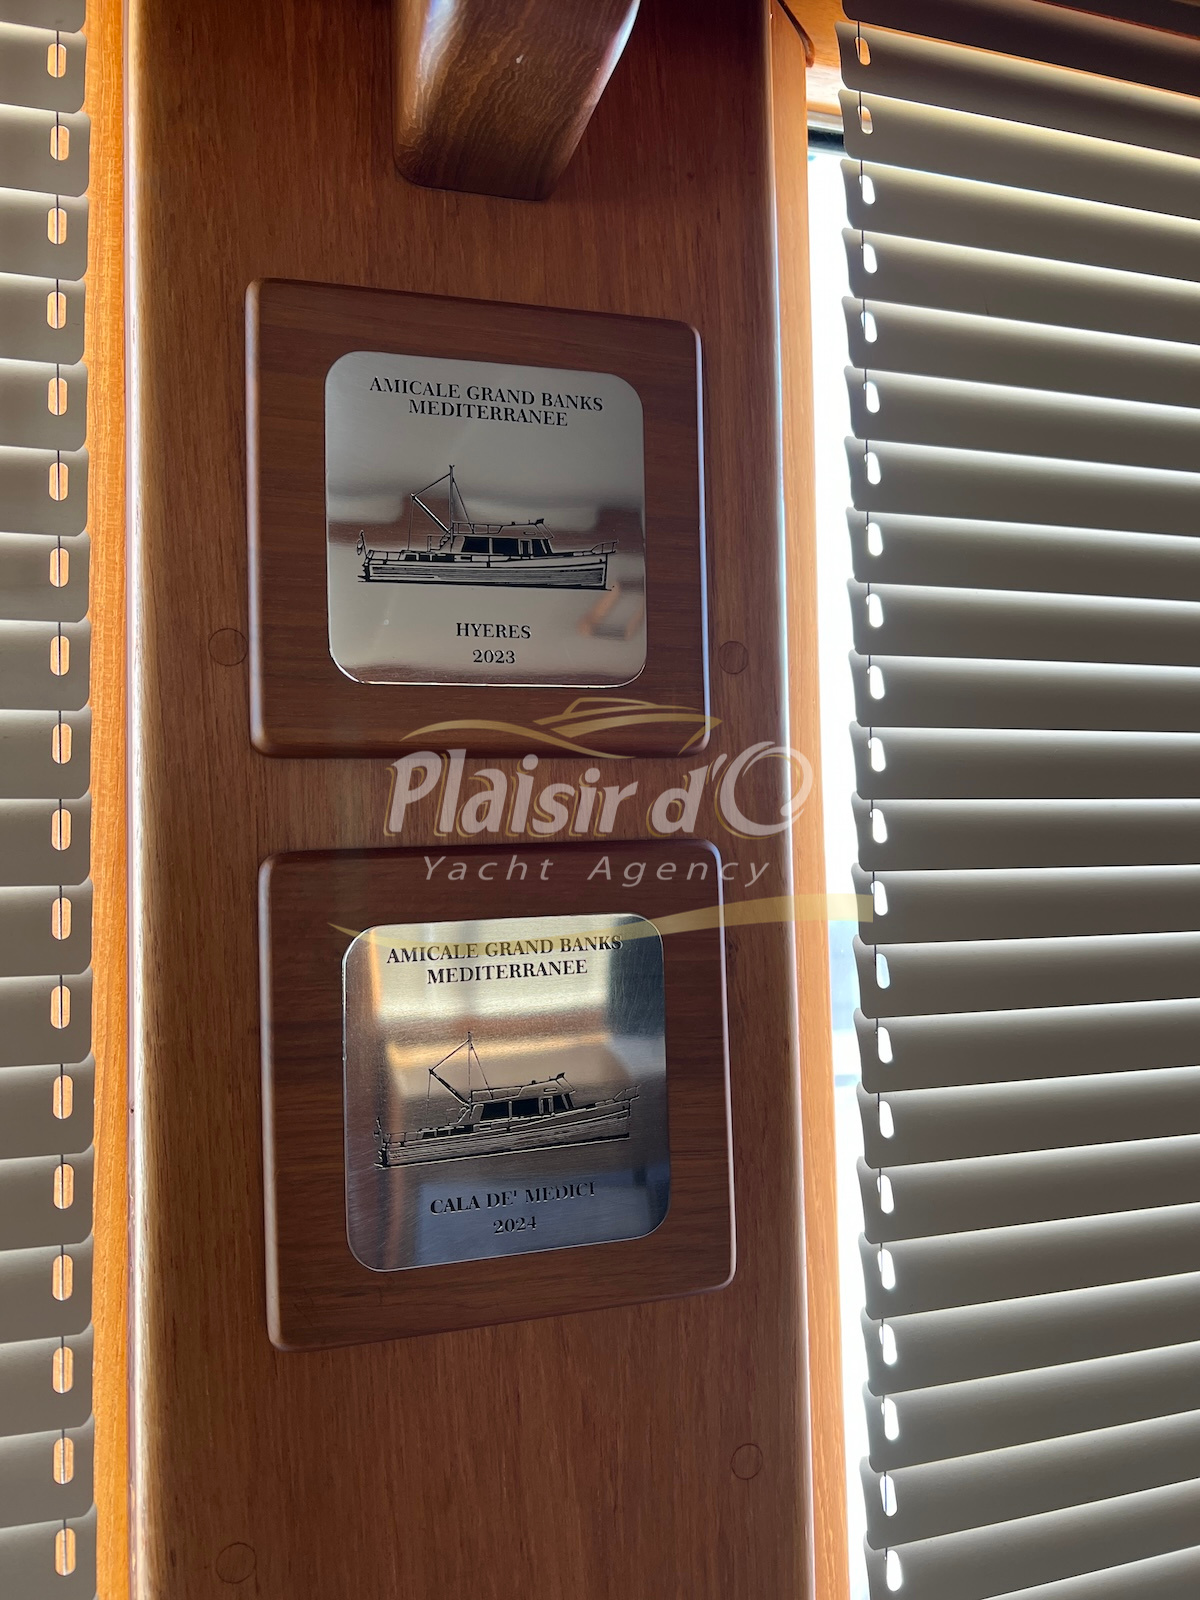 AMICALE GRAND BANKS
MEDITERRANEE
HYERES
2023
Plaisir d'O
Yacht Agency
AMICALE GRAND BANKS
MEDITERRANEE
CALA DE' MEDICI
2024